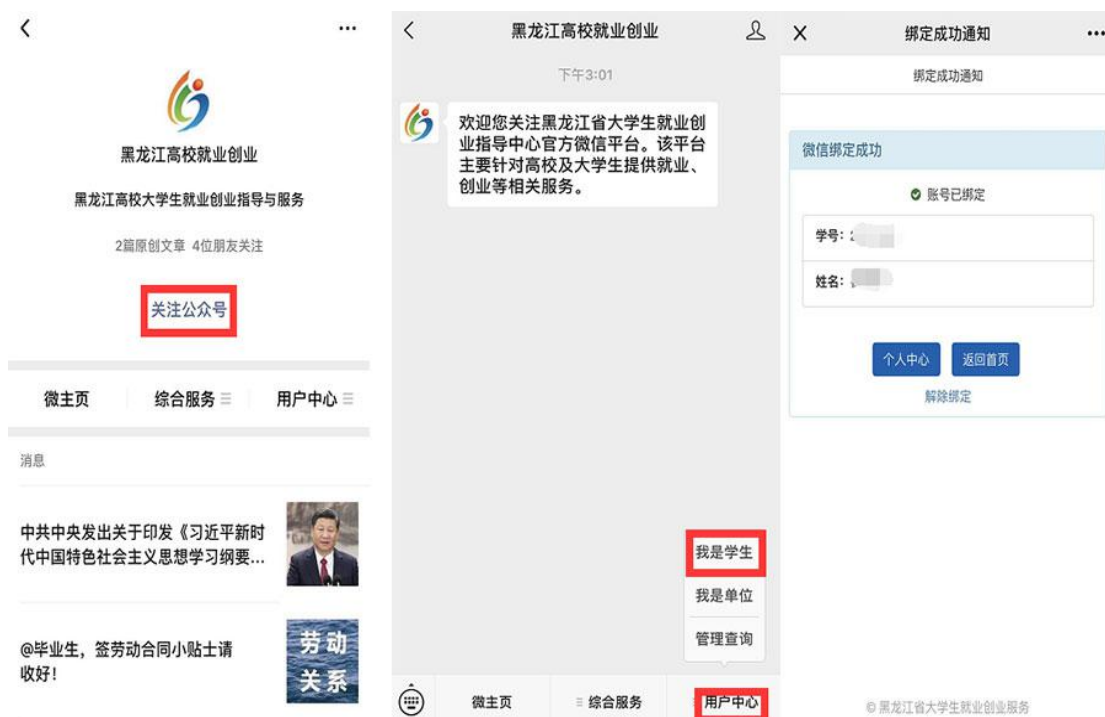 黑龙江高校就业创业
黑龙江高校大学生就业创业指导与服务
2篇原创文章 4位朋友关注
关注公众号
微主页
综合服务
用户中心
消息
中共中央发出关于印发《习近平新时
代中国特色社会主义思想学习纲要...
@毕业生，签劳动合同小贴士请
收好！
劳动
关系
黑龙江高校就业创业
下午3:01
欢迎您关注黑龙江省大学生就业创
业指导中心官方微信平台。该平台
主要针对高校及大学生提供就业、
创业等相关服务。
我是学生
我是单位
管理查询
微主页
综合服务
用户中心
绑定成功通知
绑定成功通知
微信绑定成功
账号已绑定
学号：
姓名：
个人中心
返回首页
解除绑定
© 黑龙江省大学生就业创业服务